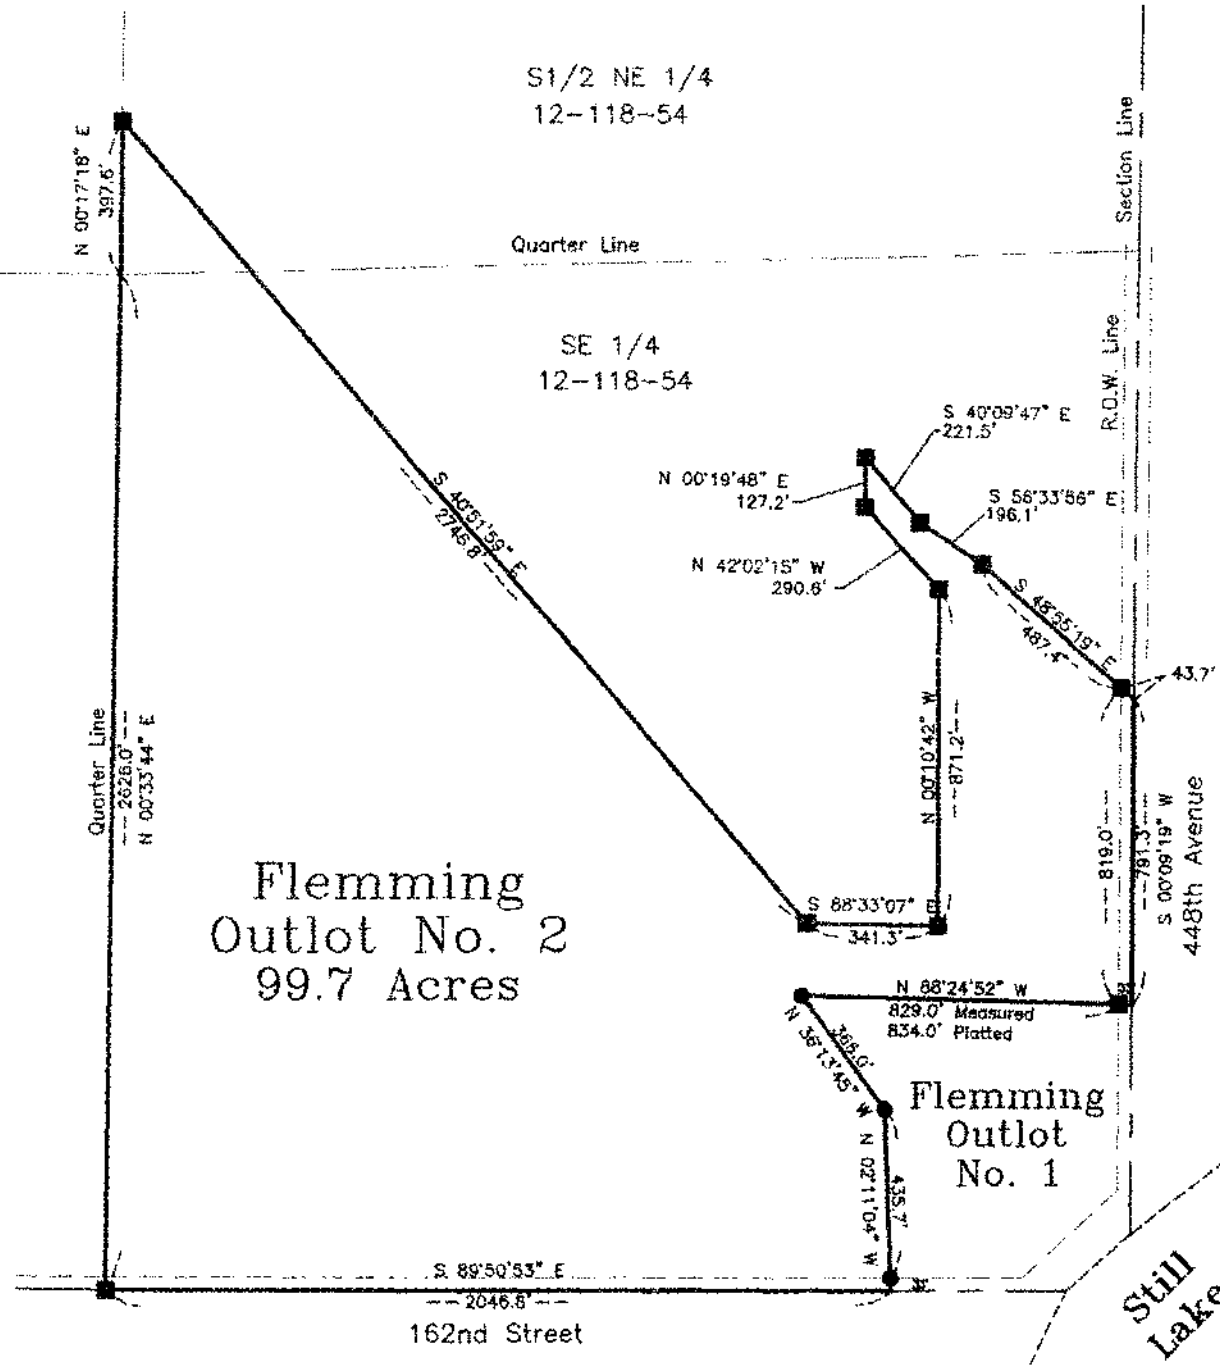 S1/2 NE 1/4
12-118-54
Section Line
N 00°17'18" E
397.6'
Quarter Line
SE 1/4
12-118-54
R.O.W. Line
S 40°09'47" E
221.5'
N 00°19'48" E
127.2'
S 56°33'56" E
196.1'
N 42°02'15" W
290.6'
S 40°51'59" E
2746.8'
S 48°55'19" E
487.4'
43.7'
N 00°10'42" W
871.2'
Quarter Line
2626.0'
N 00°33'44" E
819.0'
791.3'
S 00°09'19" W
448th Avenue
Flemming
Outlot No. 2
99.7 Acres
S 88°33'07" E
341.3'
N 88°24'52" W
829.0' Measured
834.0' Platted
366.0'
N 36°13'45" W
Flemming
Outlot
No. 1
N 02°11'04" W
435.7'
S 89°50'53" E
2046.8'
162nd Street
Still
Lake